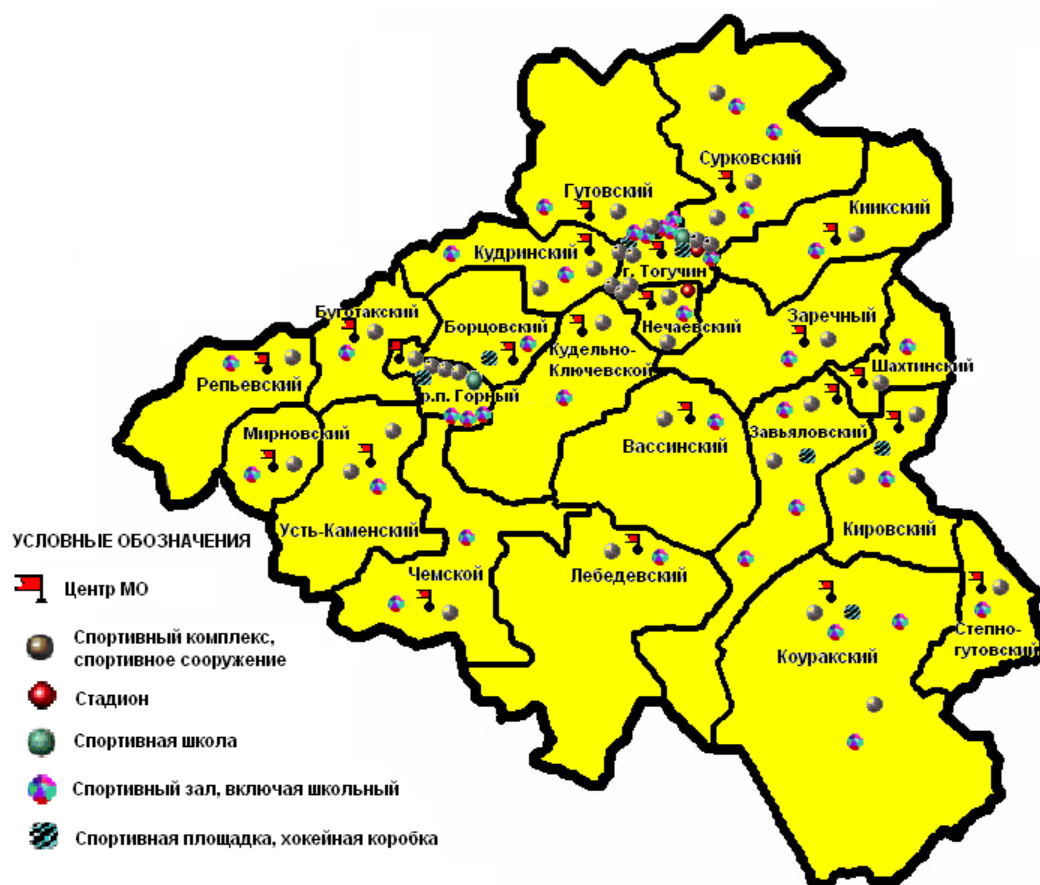 Сурковский
Гутовский
Киикский
Кудринский
г. Тогучин
Буготакский
Борцовский
Нечаевский
Заречный
Кудельно-
Ключевской
Шахтинский
Репьевский
р.п. Горный
Мирновский
Вассинский
Завьяловский
Усть-Каменский
Кировский
Чемской
Лебедевский
Коуракский
Степно-
гутовский
УСЛОВНЫЕ ОБОЗНАЧЕНИЯ
Центр МО
Спортивный комплекс,
спортивное сооружение
Стадион
Спортивная школа
Спортивный зал, включая школьный
Спортивная площадка, хокейная коробка